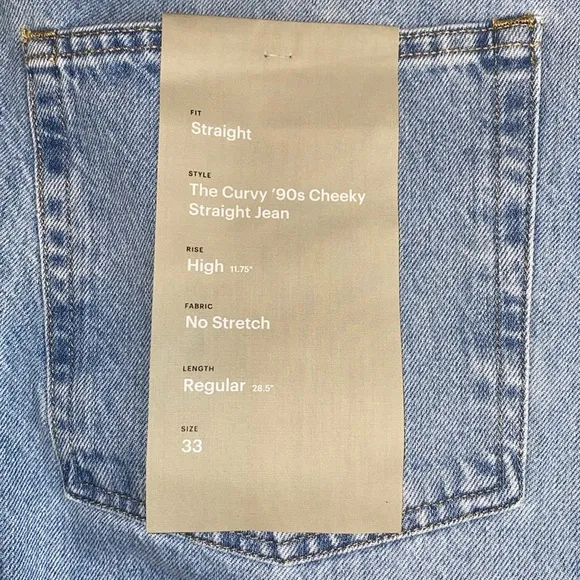 FIT
Straight
STYLE
The Curvy '90s Cheeky
Straight Jean
RISE
High 11.75"
FABRIC
No Stretch
LENGTH
Regular 28.5"
SIZE
33